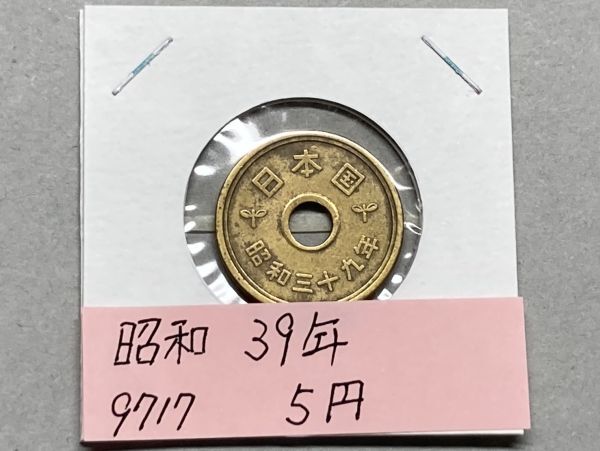 日本国
昭和三十九年
昭和 39年
9717 5円